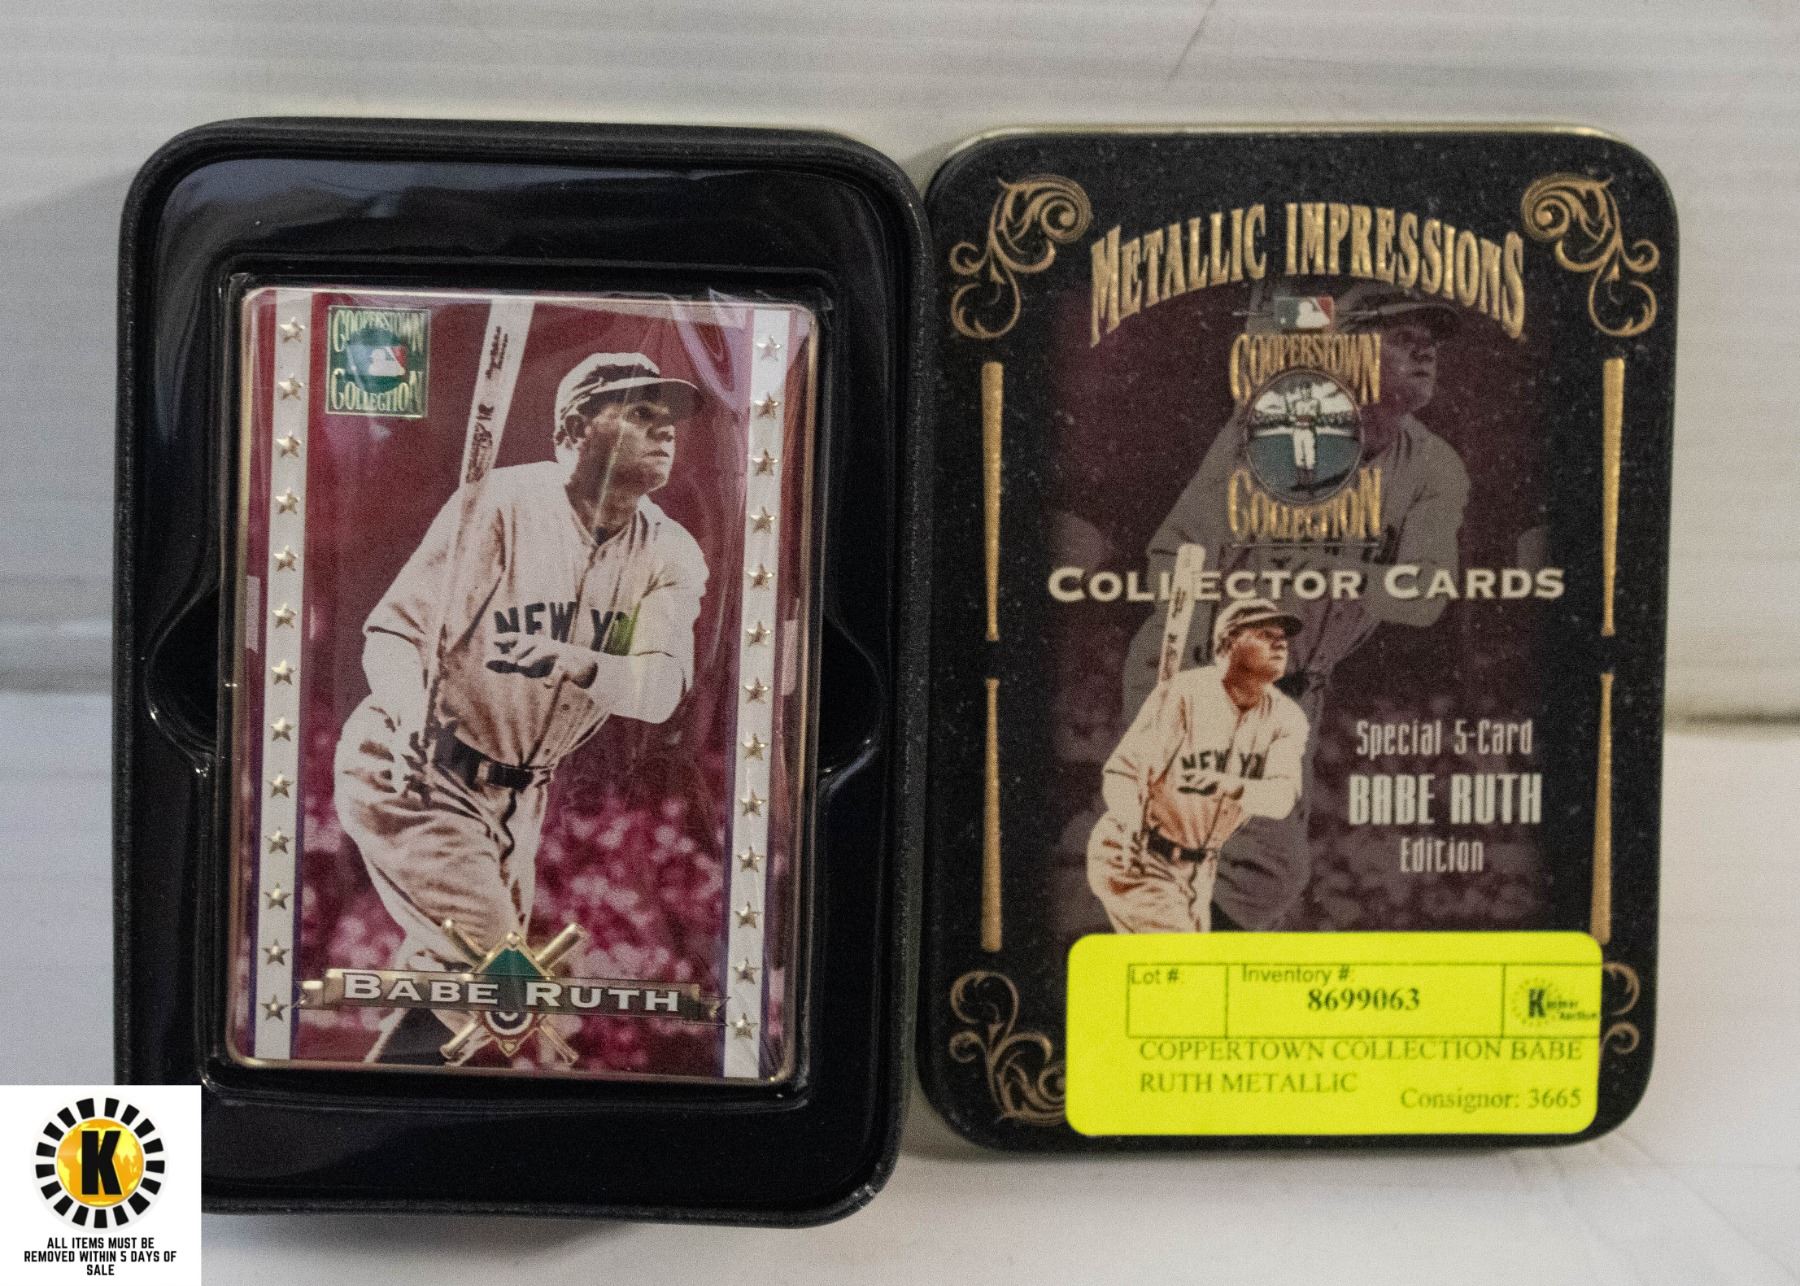 COOPERSTOWN
COLLECTION
NEW Y
BABE RUTH
METALLIC IMPRESSIONS
COOPERSTOWN
COLLECTION
COLLECTOR CARDS
NEW Y
Special 5-Card
BABE RUTH
Edition
Lot #:
Inventory #:
8699063
K
COPPERTOWN COLLECTION BABE
RUTH METALLIC
Consignor: 3665
K
ALL ITEMS MUST BE
REMOVED WITHIN 5 DAYS OF
SALE